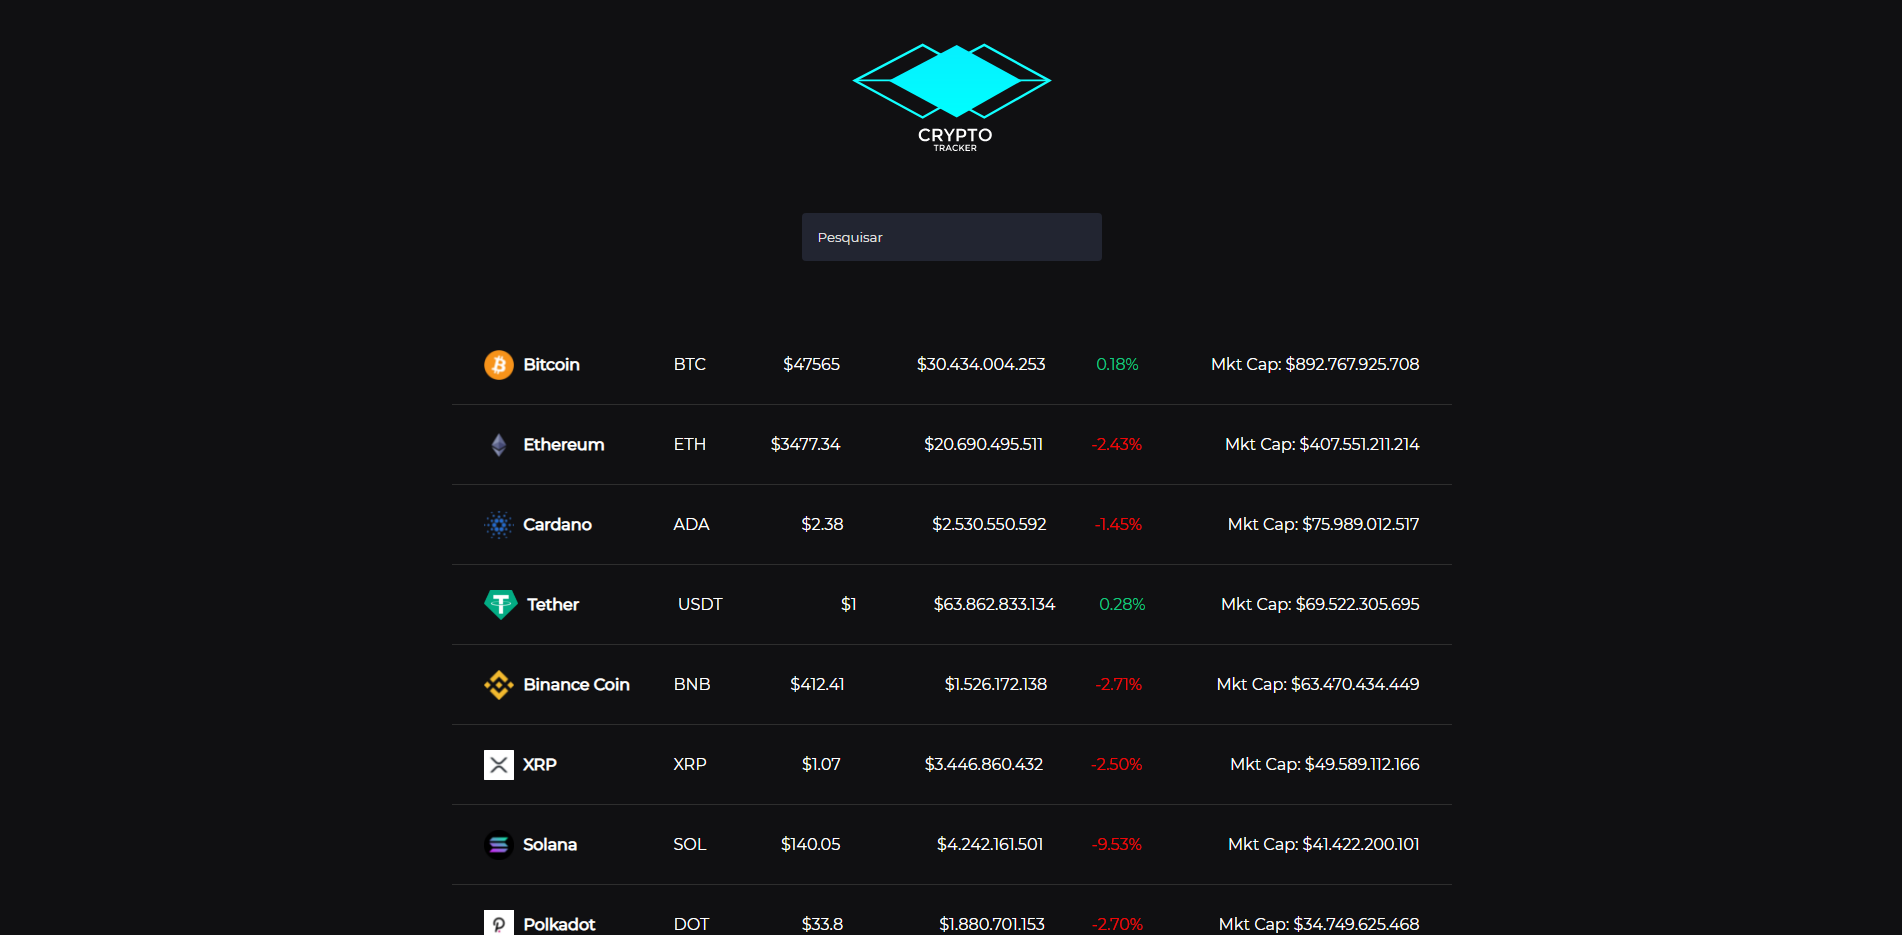 CRYPTO
TRACKER
Pesquisar
Bitcoin BTC $47565 $30.434.004.253 0.18% Mkt Cap: $892.767.925.708
Ethereum ETH $3477.34 $20.690.495.511 -2.43% Mkt Cap: $407.551.211.214
Cardano ADA $2.38 $2.530.550.592 -1.45% Mkt Cap: $75.989.012.517
Tether USDT $1 $63.862.833.134 0.28% Mkt Cap: $69.522.305.695
Binance Coin BNB $412.41 $1.526.172.138 -2.71% Mkt Cap: $63.470.434.449
XRP XRP $1.07 $3.446.860.432 -2.50% Mkt Cap: $49.589.112.166
Solana SOL $140.05 $4.242.161.501 -9.53% Mkt Cap: $41.422.200.101
Polkadot DOT $33.8 $1.880.701.153 -2.70% Mkt Cap: $34.749.625.468